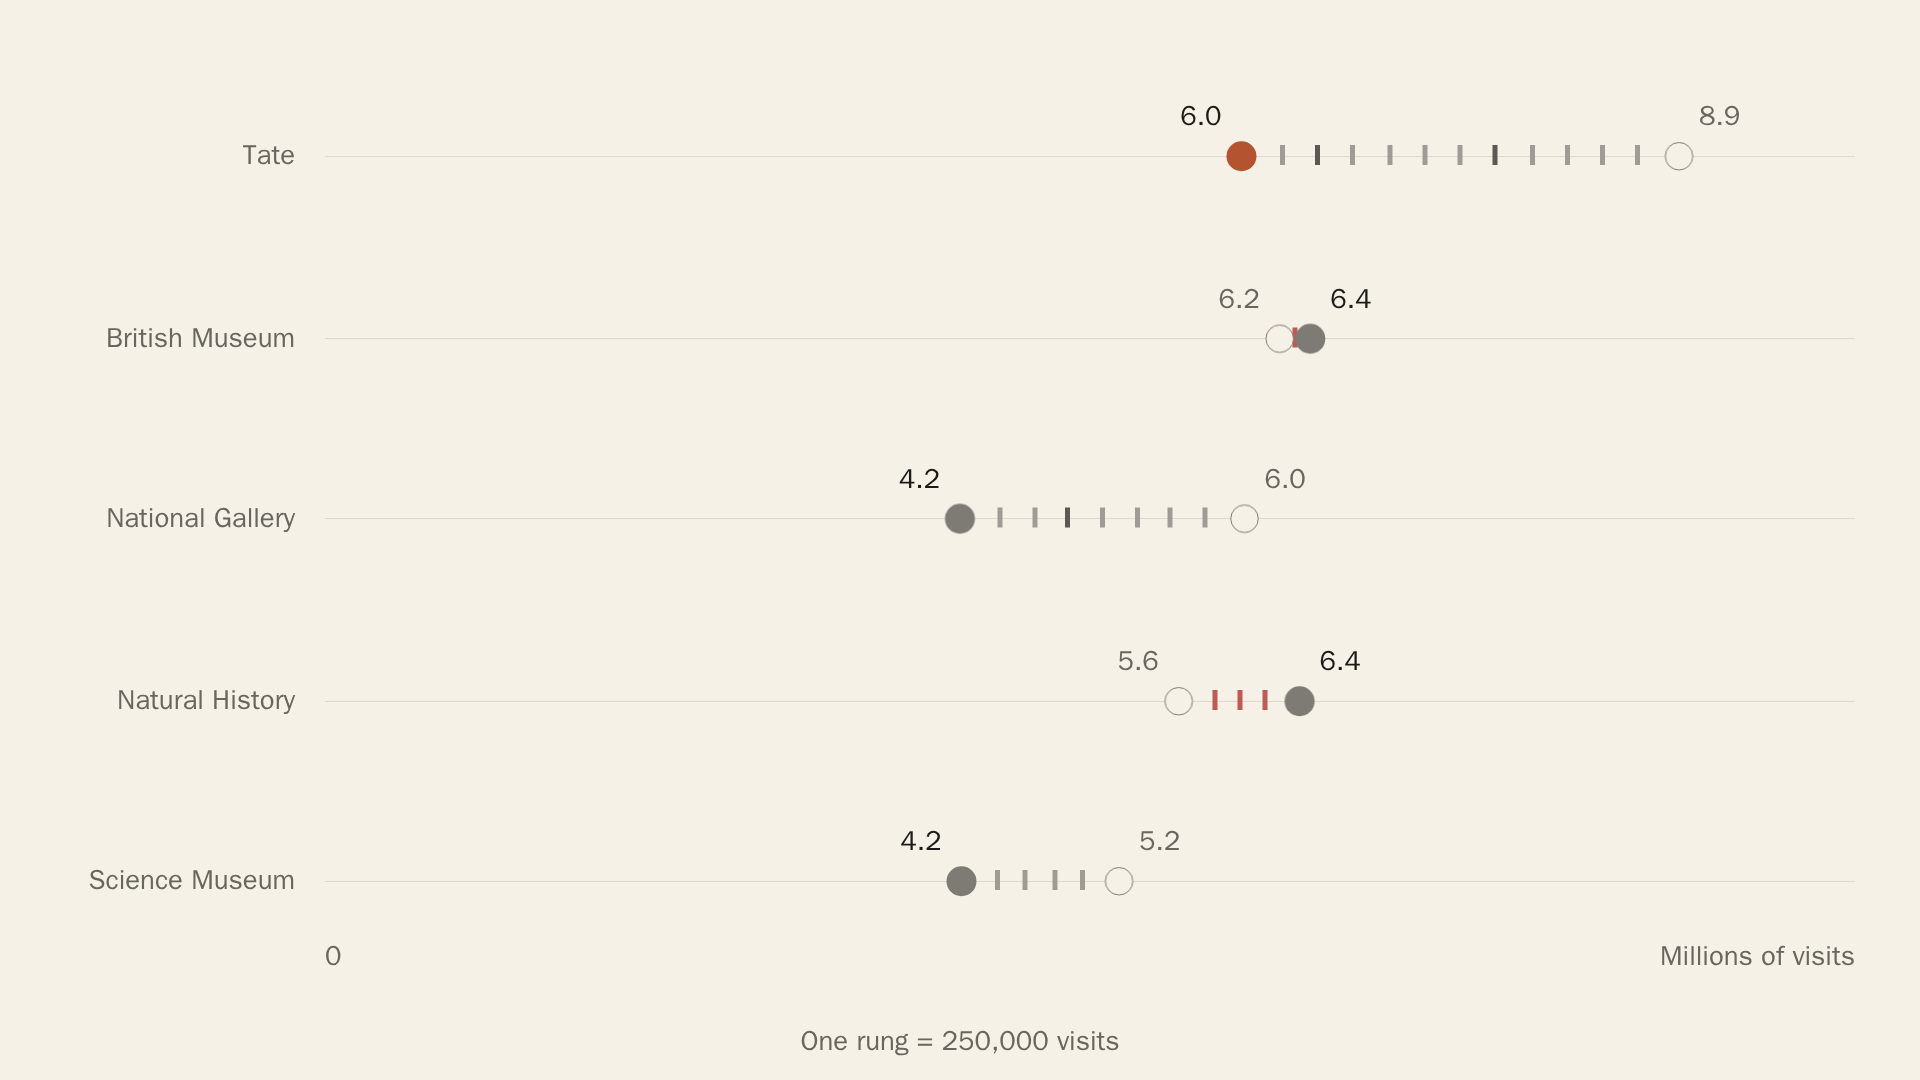 6.0 8.9
Tate
6.2 6.4
British Museum
4.2 6.0
National Gallery
5.6 6.4
Natural History
4.2 5.2
Science Museum
0 Millions of visits
One rung = 250,000 visits